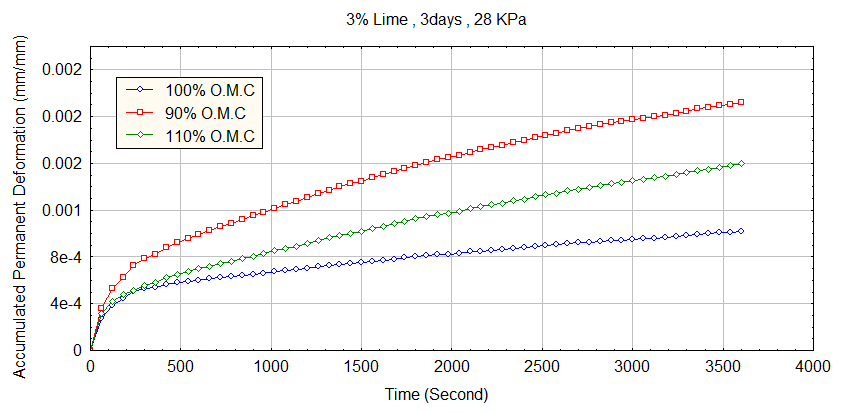 3% Lime , 3days , 28 KPa
Accumulated Permanent Deformation (mm/mm)
0.002
0.002
0.002
0.001
8e-4
4e-4
0
100% O.M.C
90% O.M.C
110% O.M.C
0 500 1000 1500 2000 2500 3000 3500 4000
Time (Second)